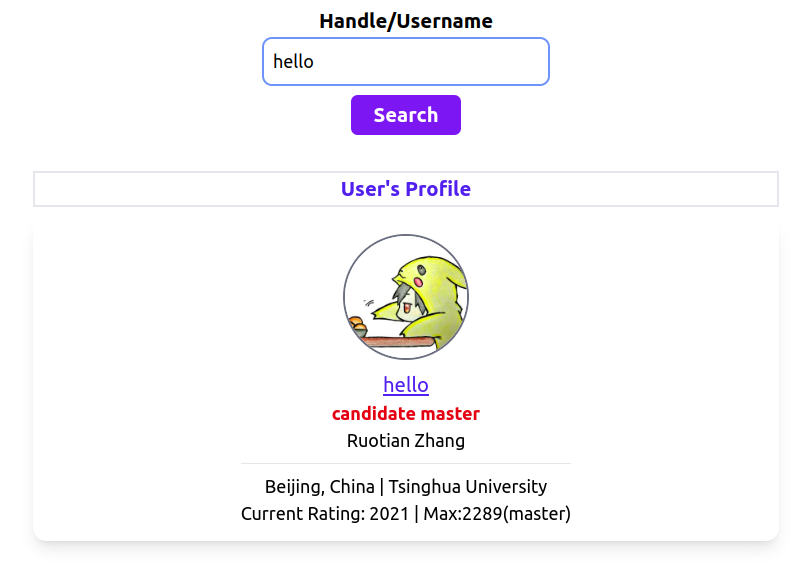 Handle/Username
hello
Search
User's Profile
hello
candidate master
Ruotian Zhang
Beijing, China | Tsinghua University
Current Rating: 2021 | Max:2289(master)